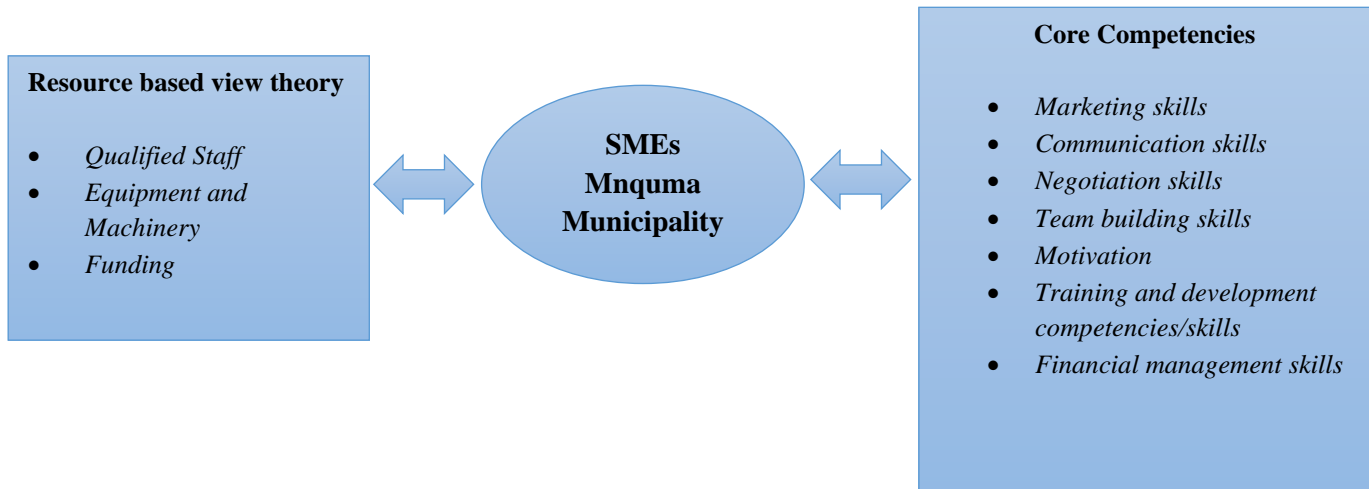 Resource based view theory
• Qualified Staff
• Equipment and
Machinery
• Funding
SMEs
Mnquma
Municipality
Core Competencies
• Marketing skills
• Communication skills
• Negotiation skills
• Team building skills
• Motivation
• Training and development
competencies/skills
• Financial management skills